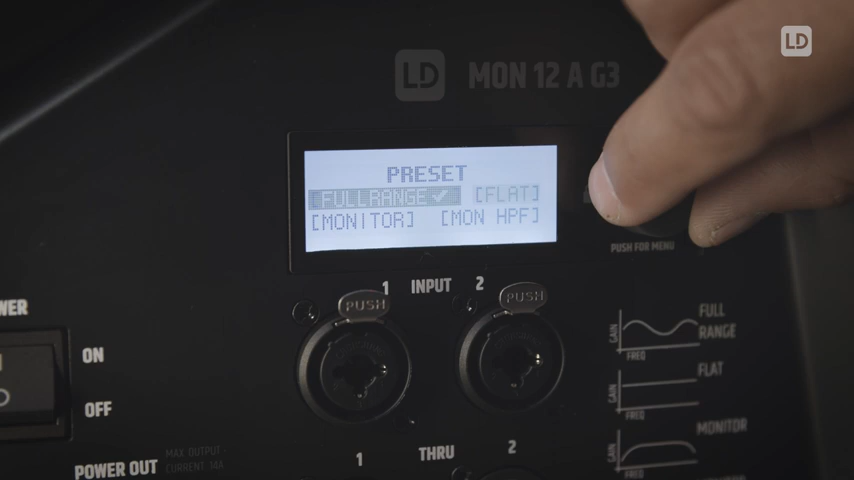 LD
LD MON 12 A G3
PRESET
[FULLRANGE✓] [FLAT]
[MONITOR] [MON HPF]
PUSH FOR MENU
1 INPUT 2
PUSH PUSH
WER
ON
OFF
GAIN FREQ FULL RANGE
GAIN FREQ FLAT
GAIN MONITOR
POWER OUT
MAX OUTPUT -
CURRENT 14A
1 THRU 2